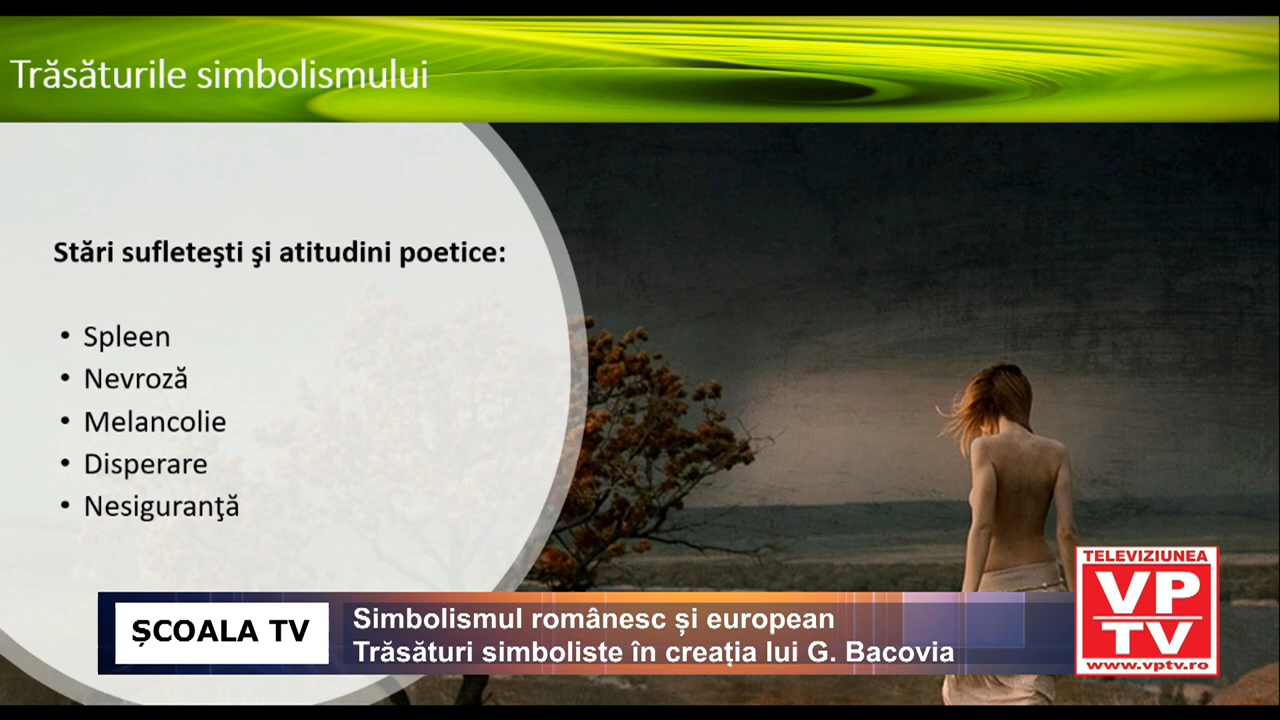 Trăsăturile simbolismului
Stări sufleteşti şi atitudini poetice:
• Spleen
• Nevroză
• Melancolie
• Disperare
• Nesiguranţă
ȘCOALA TV
Simbolismul românesc și european
Trăsături simboliste în creația lui G. Bacovia
TELEVIZIUNEA
VP
TV
www.vptv.ro